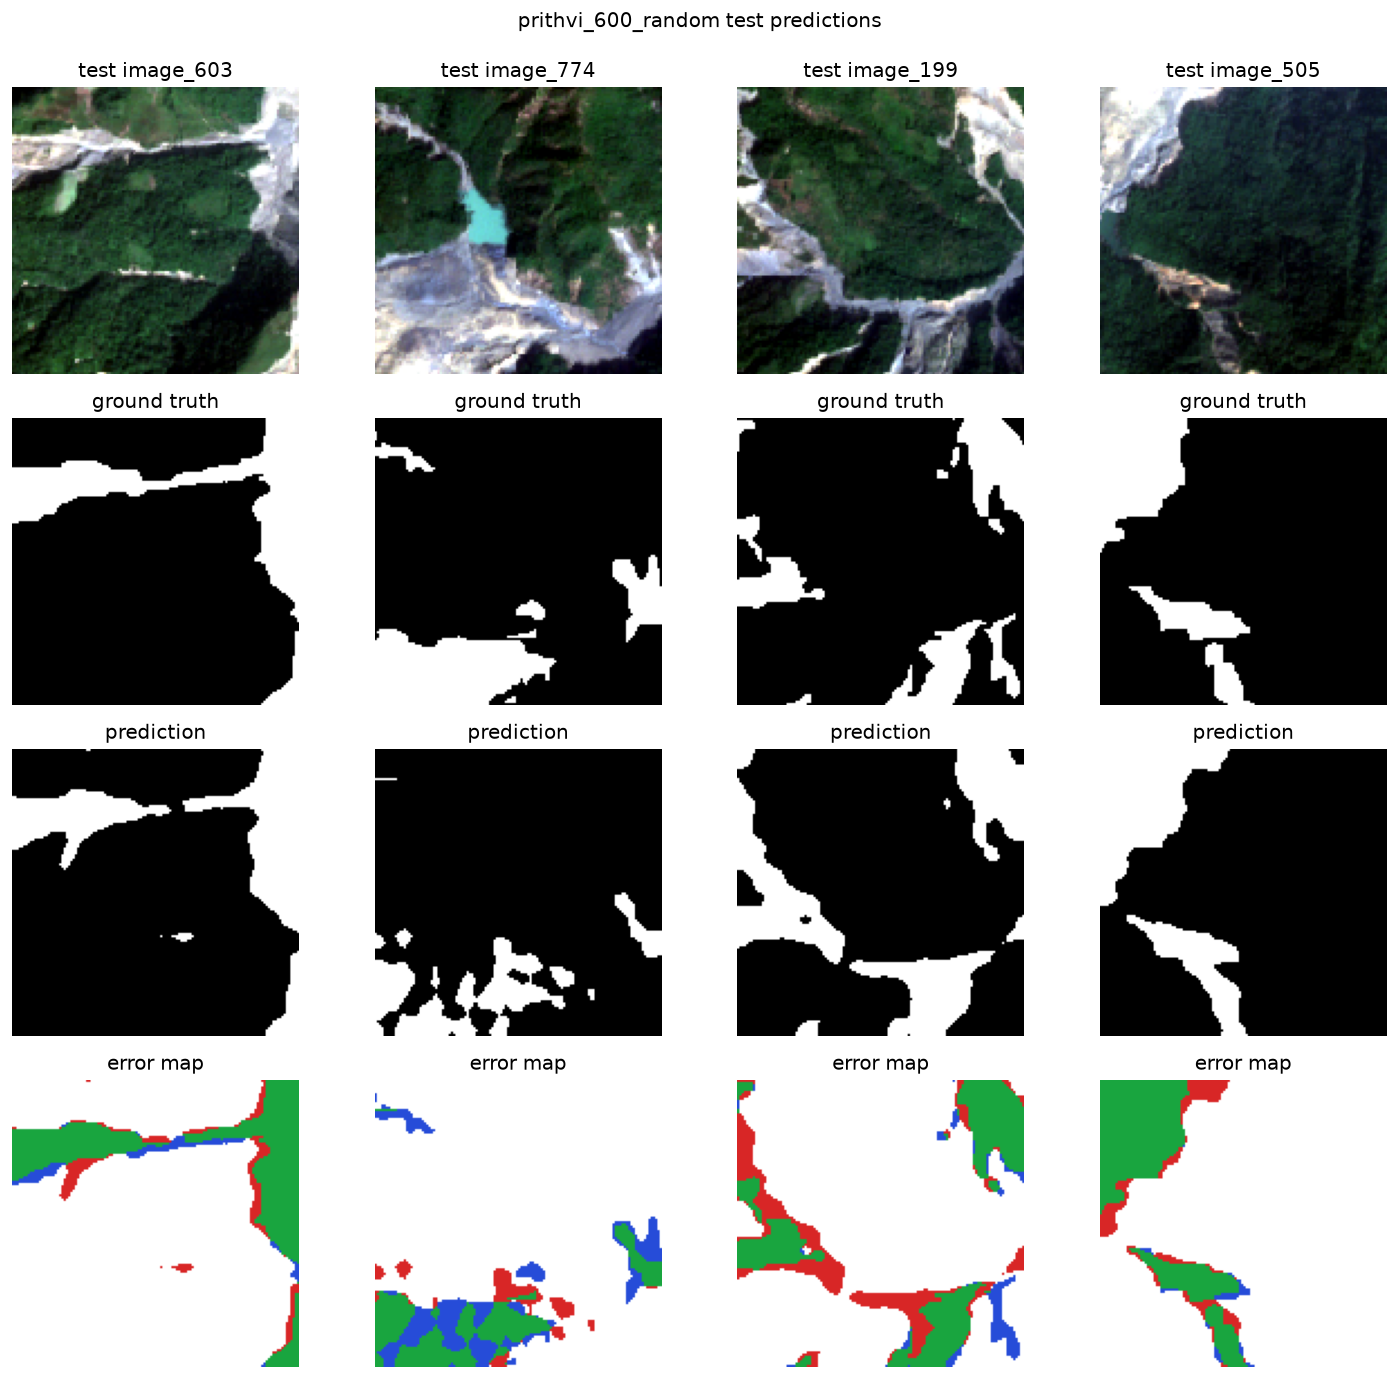 prithvi_600_random test predictions
test image_603
test image_774
test image_199
test image_505
ground truth
ground truth
ground truth
ground truth
prediction
prediction
prediction
prediction
error map
error map
error map
error map